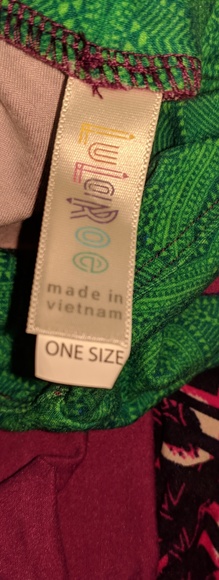 LuLaRoe
made in
vietnam
ONE SIZE